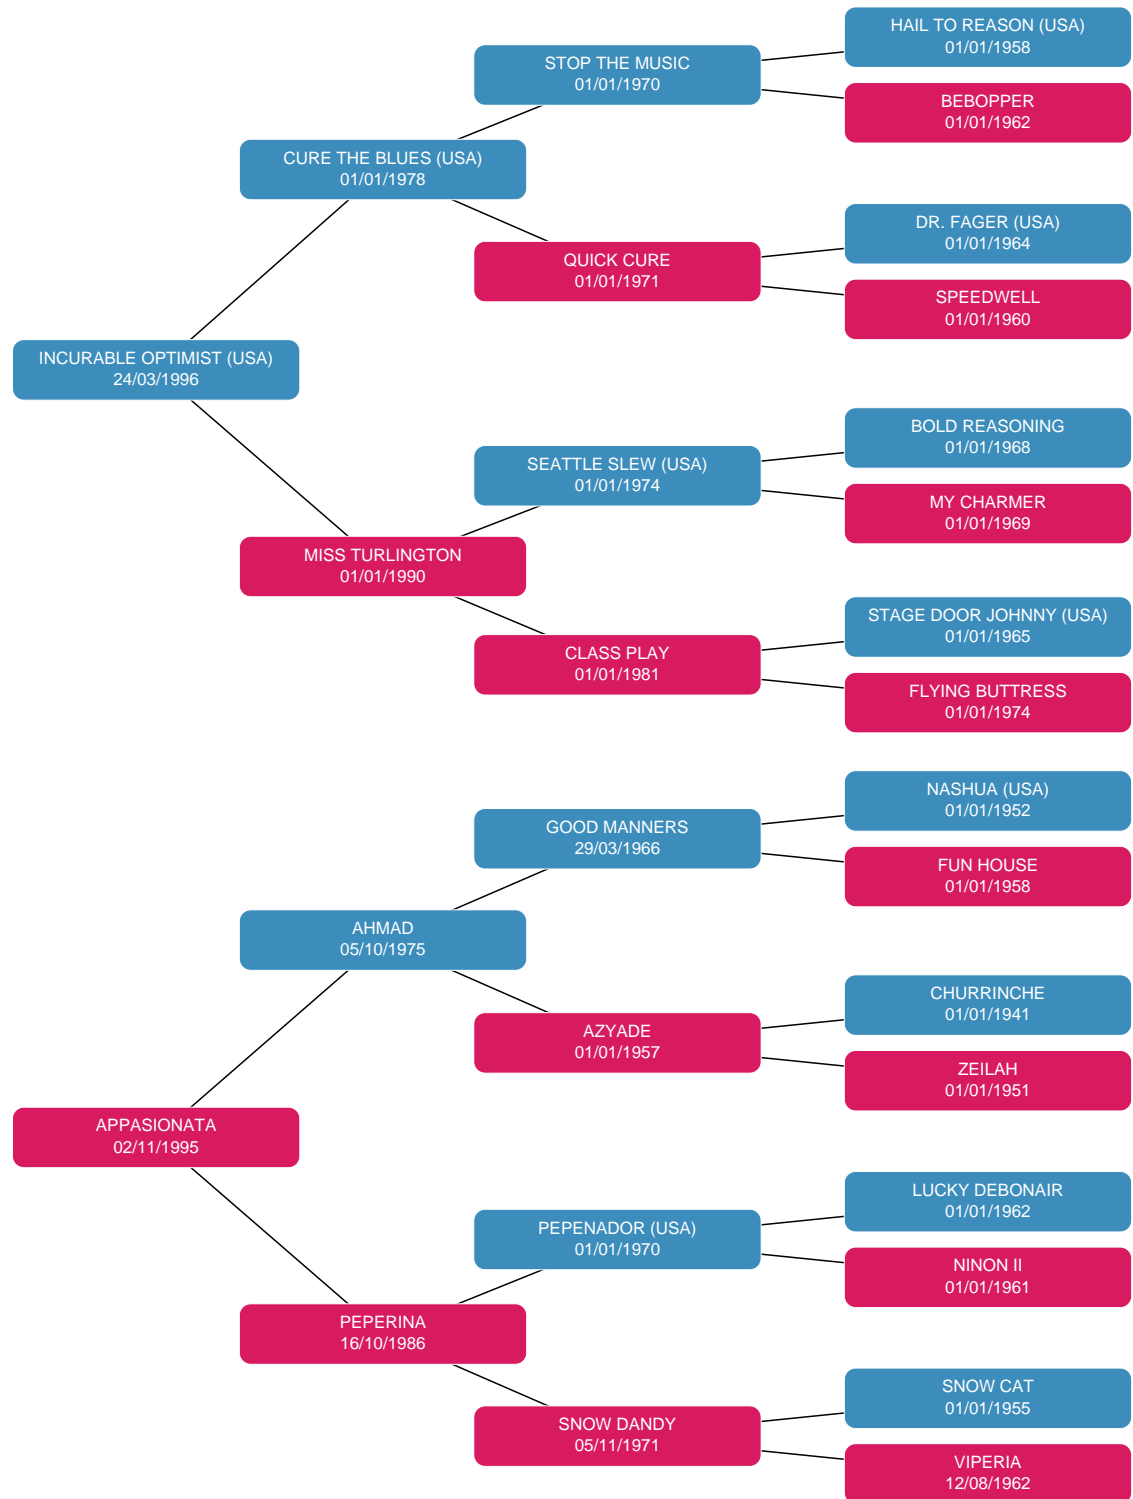 HAIL TO REASON (USA)
01/01/1958
STOP THE MUSIC
01/01/1970
BEBOPPER
01/01/1962
CURE THE BLUES (USA)
01/01/1978
DR. FAGER (USA)
01/01/1964
QUICK CURE
01/01/1971
SPEEDWELL
01/01/1960
INCURABLE OPTIMIST (USA)
24/03/1996
BOLD REASONING
01/01/1968
SEATTLE SLEW (USA)
01/01/1974
MY CHARMER
01/01/1969
MISS TURLINGTON
01/01/1990
STAGE DOOR JOHNNY (USA)
01/01/1965
CLASS PLAY
01/01/1981
FLYING BUTTRESS
01/01/1974
NASHUA (USA)
01/01/1952
GOOD MANNERS
29/03/1966
FUN HOUSE
01/01/1958
AHMAD
05/10/1975
CHURRINCHE
01/01/1941
AZYADE
01/01/1957
ZEILAH
01/01/1951
APPASIONATA
02/11/1995
LUCKY DEBONAIR
01/01/1962
PEPENADOR (USA)
01/01/1970
NINON II
01/01/1961
PEPERINA
16/10/1986
SNOW CAT
01/01/1955
SNOW DANDY
05/11/1971
VIPERIA
12/08/1962